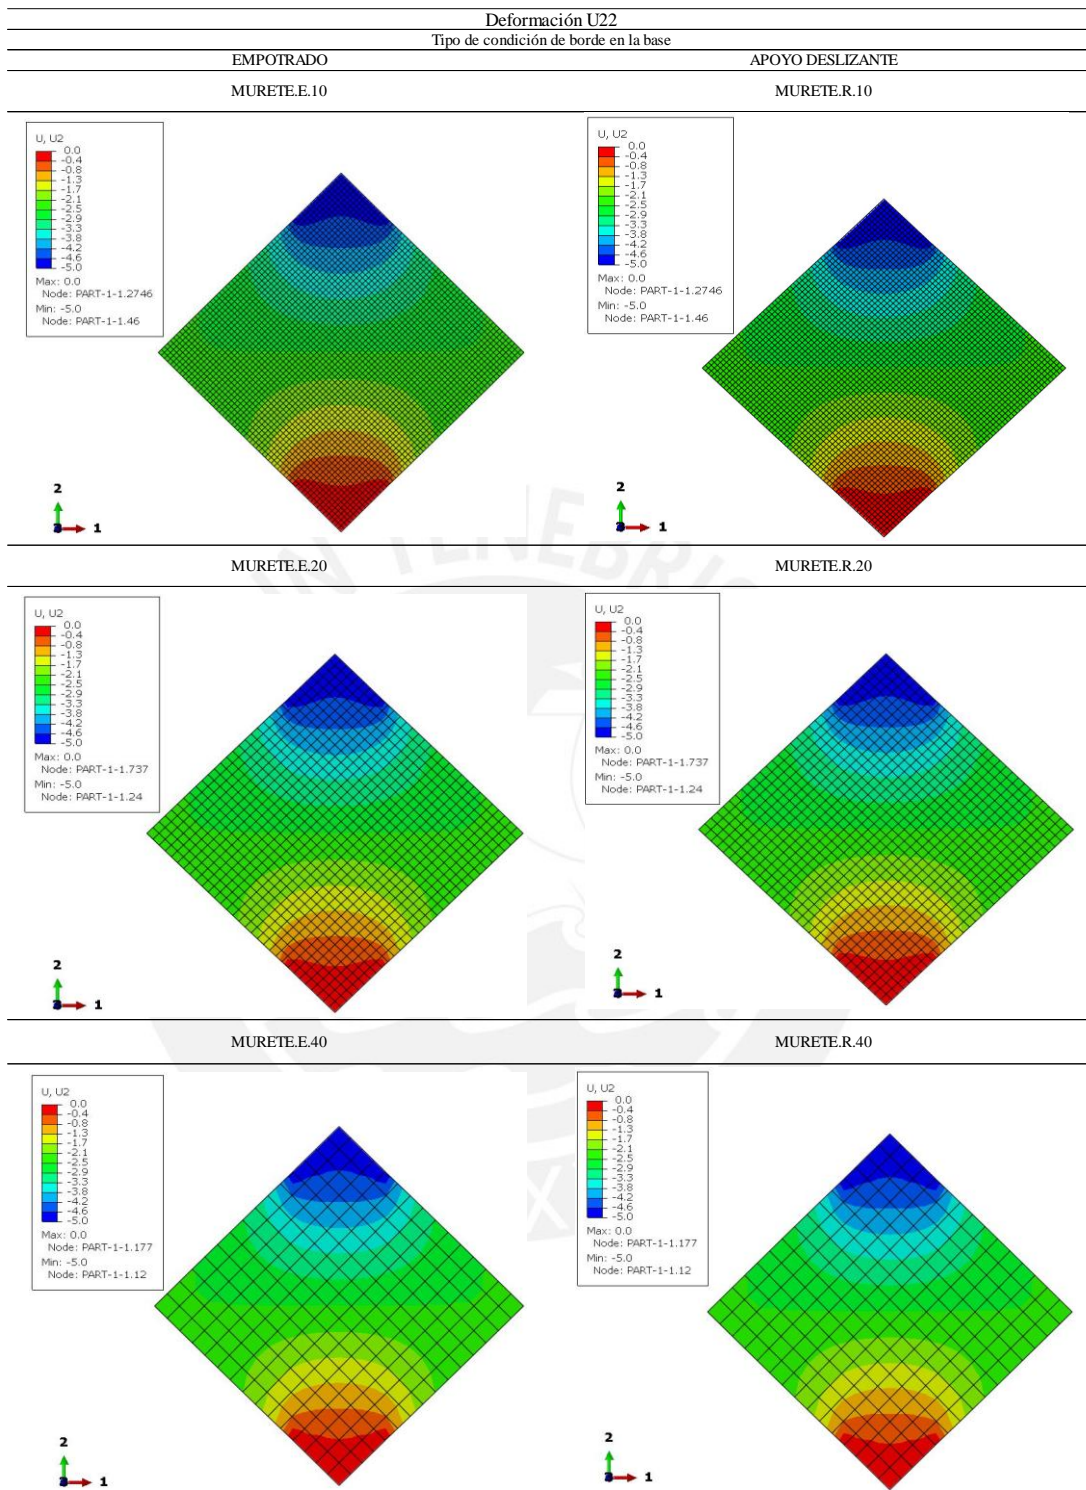 Deformación U22
Tipo de condición de borde en la base
EMPOTRADO APOYO DESLIZANTE
MURETE.E.10 MURETE.R.10
U, U2
0.0
-0.4
-0.8
-1.3
-1.7
-2.1
-2.5
-2.9
-3.3
-3.8
-4.2
-4.6
-5.0
Max: 0.0
Node: PART-1-1.2746
Min: -5.0
Node: PART-1-1.46
2
1
U, U2
0.0
-0.4
-0.8
-1.3
-1.7
-2.1
-2.5
-2.9
-3.3
-3.8
-4.2
-4.6
-5.0
Max: 0.0
Node: PART-1-1.2746
Min: -5.0
Node: PART-1-1.46
2
1
IN TENEBRIS
MURETE.E.20 MURETE.R.20
U, U2
0.0
-0.4
-0.8
-1.3
-1.7
-2.1
-2.5
-2.9
-3.3
-3.8
-4.2
-4.6
-5.0
Max: 0.0
Node: PART-1-1.737
Min: -5.0
Node: PART-1-1.24
2
1
U, U2
0.0
-0.4
-0.8
-1.3
-1.7
-2.1
-2.5
-2.9
-3.3
-3.8
-4.2
-4.6
-5.0
Max: 0.0
Node: PART-1-1.737
Min: -5.0
Node: PART-1-1.24
2
1
MURETE.E.40 MURETE.R.40
U, U2
0.0
-0.4
-0.8
-1.3
-1.7
-2.1
-2.5
-2.9
-3.3
-3.8
-4.2
-4.6
-5.0
Max: 0.0
Node: PART-1-1.177
Min: -5.0
Node: PART-1-1.12
2
1
U, U2
0.0
-0.4
-0.8
-1.3
-1.7
-2.1
-2.5
-2.9
-3.3
-3.8
-4.2
-4.6
-5.0
Max: 0.0
Node: PART-1-1.177
Min: -5.0
Node: PART-1-1.12
2
1